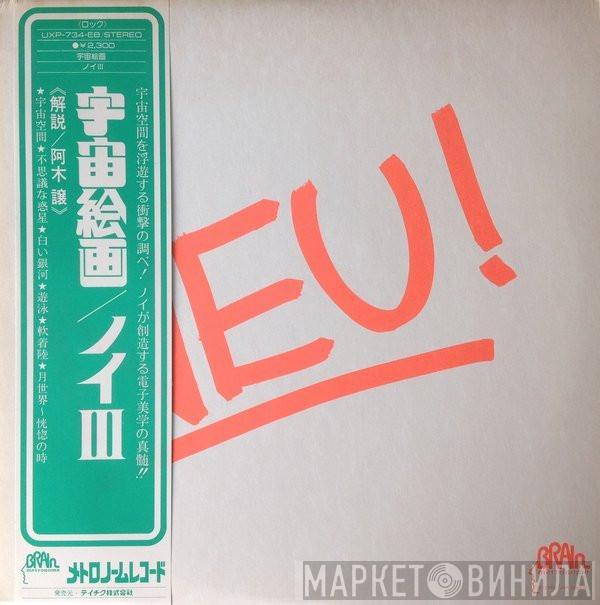 〈ロック〉
UXP-734-EB/STEREO
●¥2,300
宇宙絵画
ノイIII
宇宙空間を浮遊する衝撃の調べ! ノイが創造する電子美学の真髄!!
宇宙絵画/ノイIII
《解説/阿木 譲》
★宇宙空間★不思議な惑星★白い銀河★遊泳★軟着陸★月世界〜恍惚の時
BRAIN
metronome
メトロノームレコード
発売元・テイチク株式会社
NEU!
BRAIN
МАРКЕТ ВИНИЛА